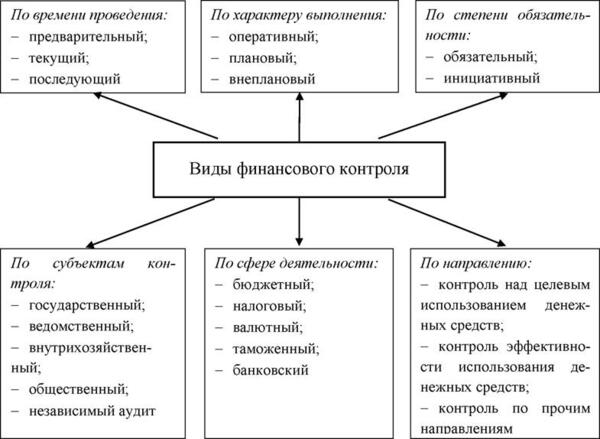 По времени проведения:
– предварительный;
– текущий;
– последующий
По характеру выполнения:
– оперативный;
– плановый;
– внеплановый
По степени обязатель-
ности:
– обязательный;
– инициативный
Виды финансового контроля
По субъектам кон-
троля:
– государственный;
– ведомственный;
– внутрихозяйствен-
ный;
– общественный;
– независимый аудит
По сфере деятельности:
– бюджетный;
– налоговый;
– валютный;
– таможенный;
– банковский
По направлению:
– контроль над целевым
использованием денеж-
ных средств;
– контроль эффективно-
сти использования де-
нежных средств;
– контроль по прочим
направлениям